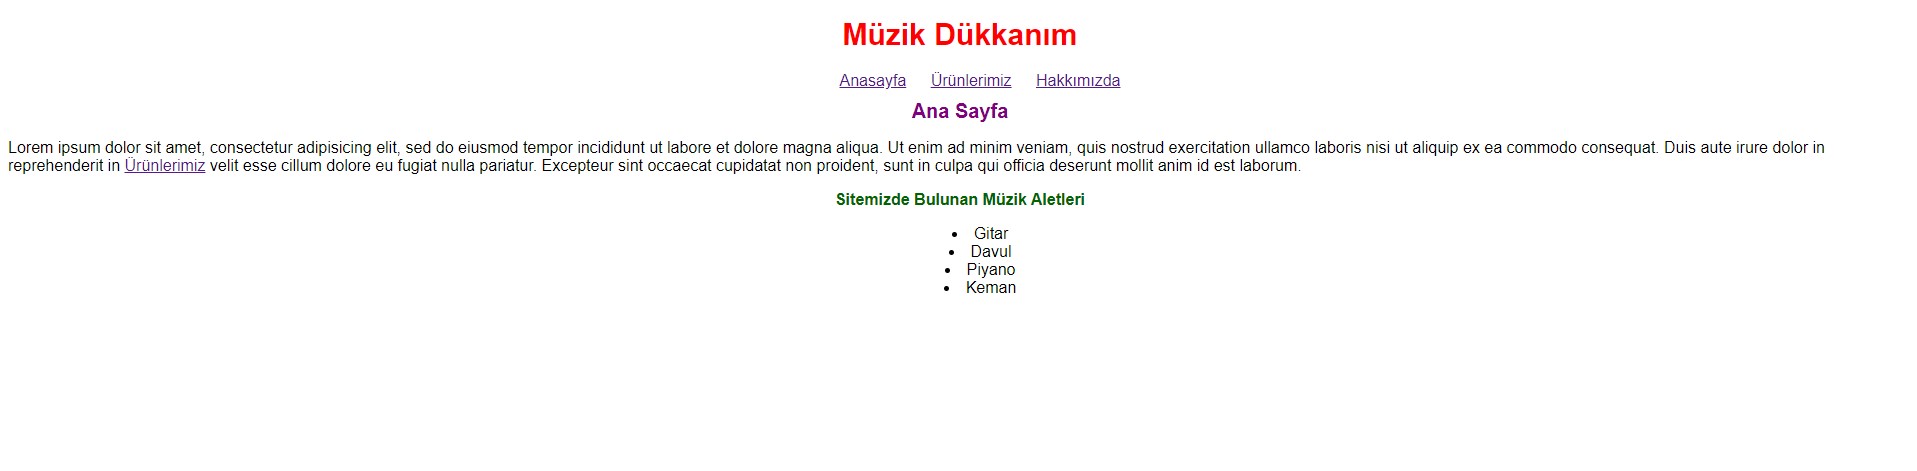 Müzik Dükkanım
Anasayfa Ürünlerimiz Hakkımızda
Ana Sayfa
Lorem ipsum dolor sit amet, consectetur adipisicing elit, sed do eiusmod tempor incididunt ut labore et dolore magna aliqua. Ut enim ad minim veniam, quis nostrud exercitation ullamco laboris nisi ut aliquip ex ea commodo consequat. Duis aute irure dolor in
reprehenderit in Ürünlerimiz velit esse cillum dolore eu fugiat nulla pariatur. Excepteur sint occaecat cupidatat non proident, sunt in culpa qui officia deserunt mollit anim id est laborum.
Sitemizde Bulunan Müzik Aletleri
• Gitar
• Davul
• Piyano
• Keman